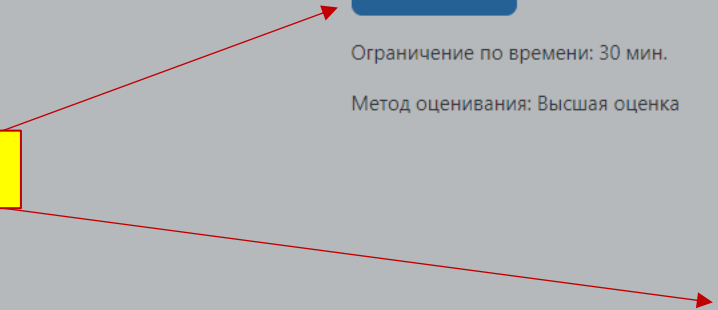 Ограничение по времени: 30 мин.
Метод оценивания: Высшая оценка